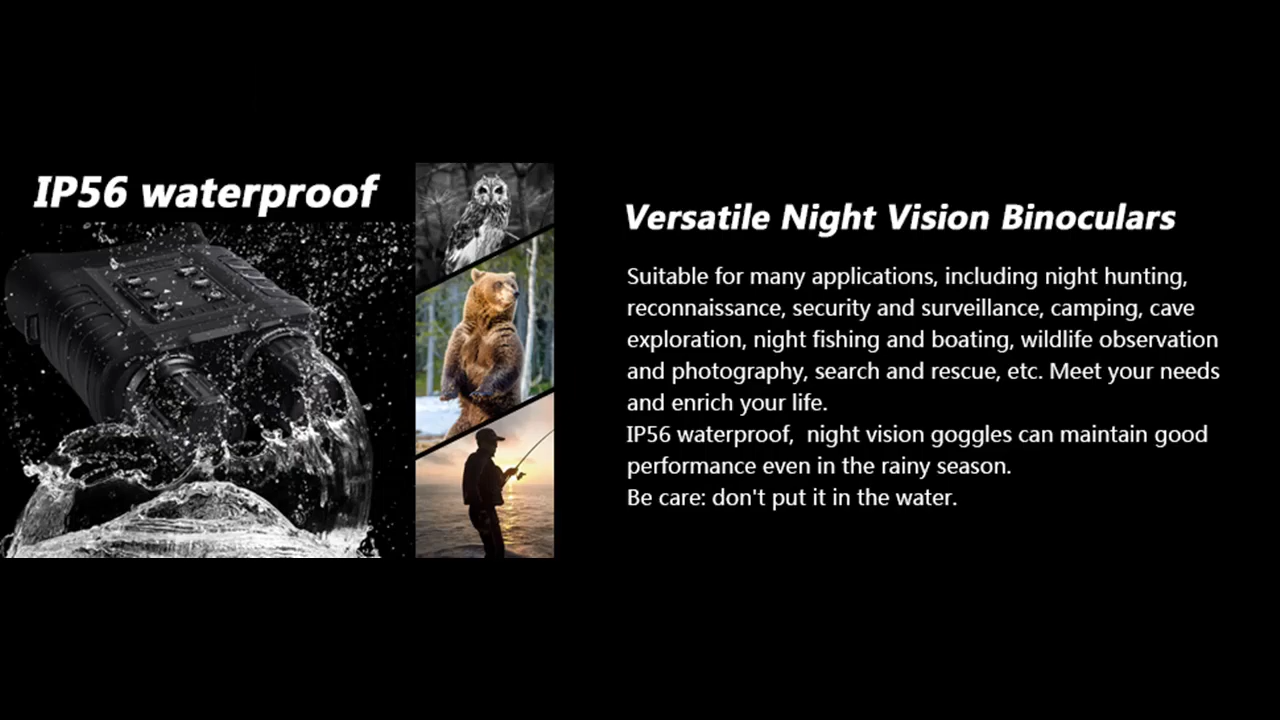 IP56 waterproof
Versatile Night Vision Binoculars
Suitable for many applications, including night hunting,
reconnaissance, security and surveillance, camping, cave
exploration, night fishing and boating, wildlife observation
and photography, search and rescue, etc. Meet your needs
and enrich your life.
IP56 waterproof,  night vision goggles can maintain good
performance even in the rainy season.
Be care: don't put it in the water.